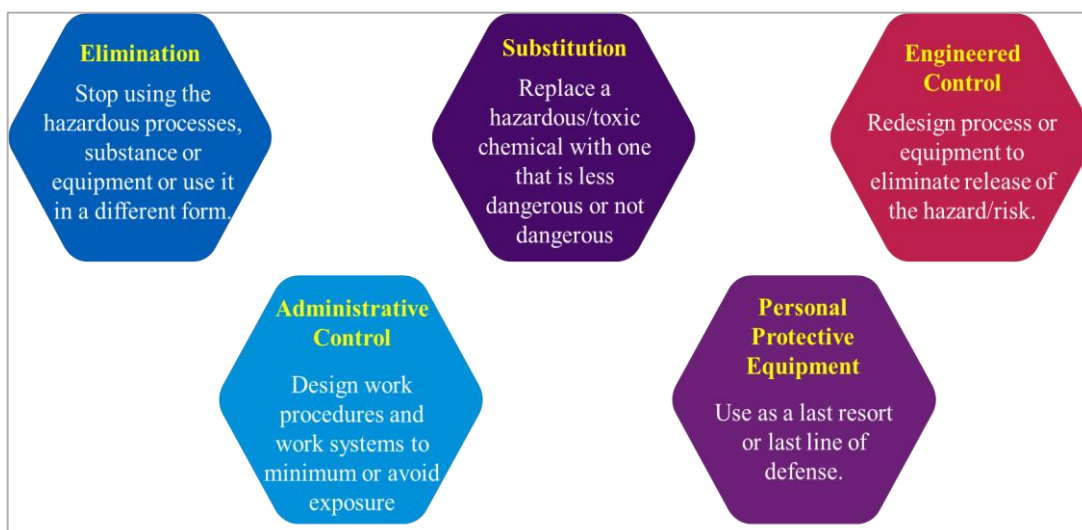 Elimination
Stop using the
hazardous processes,
substance or
equipment or use it
in a different form.
Substitution
Replace a
hazardous/toxic
chemical with one
that is less
dangerous or not
dangerous
Engineered
Control
Redesign process or
equipment to
eliminate release of
the hazard/risk.
Administrative
Control
Design work
procedures and
work systems to
minimum or avoid
exposure
Personal
Protective
Equipment
Use as a last resort
or last line of
defense.